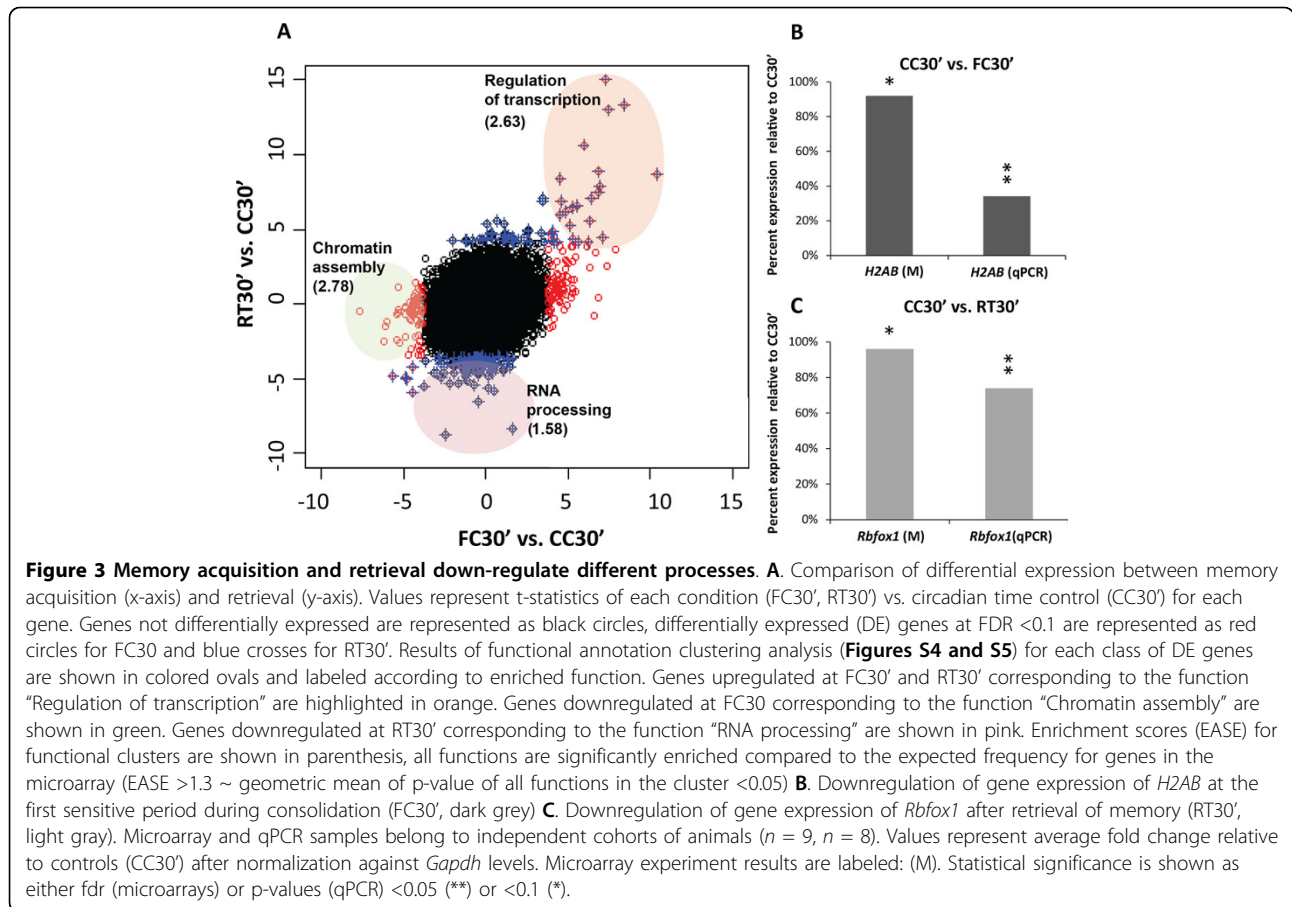 A
Regulation
of transcription
(2.63)
Chromatin
assembly
(2.78)
RNA
processing
(1.58)
RT30' vs. CC30'
15
10
5
0
-5
-10
-10 -5 0 5 10 15
FC30' vs. CC30'
B
CC30' vs. FC30'
Percent expression relative to CC30'
100%
80%
60%
40%
20%
0%
*
**
H2AB (M) H2AB (qPCR)
C
CC30' vs. RT30'
Percent expression relative to CC30'
100%
80%
60%
40%
20%
0%
*
**
Rbfox1 (M) Rbfox1(qPCR)
Figure 3 Memory acquisition and retrieval down-regulate different processes. A. Comparison of differential expression between memory
acquisition (x-axis) and retrieval (y-axis). Values represent t-statistics of each condition (FC30', RT30') vs. circadian time control (CC30') for each
gene. Genes not differentially expressed are represented as black circles, differentially expressed (DE) genes at FDR <0.1 are represented as red
circles for FC30 and blue crosses for RT30'. Results of functional annotation clustering analysis (Figures S4 and S5) for each class of DE genes
are shown in colored ovals and labeled according to enriched function. Genes upregulated at FC30' and RT30' corresponding to the function
"Regulation of transcription" are highlighted in orange. Genes downregulated at FC30 corresponding to the function "Chromatin assembly" are
shown in green. Genes downregulated at RT30' corresponding to the function "RNA processing" are shown in pink. Enrichment scores (EASE) for
functional clusters are shown in parenthesis, all functions are significantly enriched compared to the expected frequency for genes in the
microarray (EASE >1.3 ~ geometric mean of p-value of all functions in the cluster <0.05) B. Downregulation of gene expression of H2AB at the
first sensitive period during consolidation (FC30', dark grey) C. Downregulation of gene expression of Rbfox1 after retrieval of memory (RT30',
light gray). Microarray and qPCR samples belong to independent cohorts of animals (n = 9, n = 8). Values represent average fold change relative
to controls (CC30') after normalization against Gapdh levels. Microarray experiment results are labeled: (M). Statistical significance is shown as
either fdr (microarrays) or p-values (qPCR) <0.05 (**) or <0.1 (*).